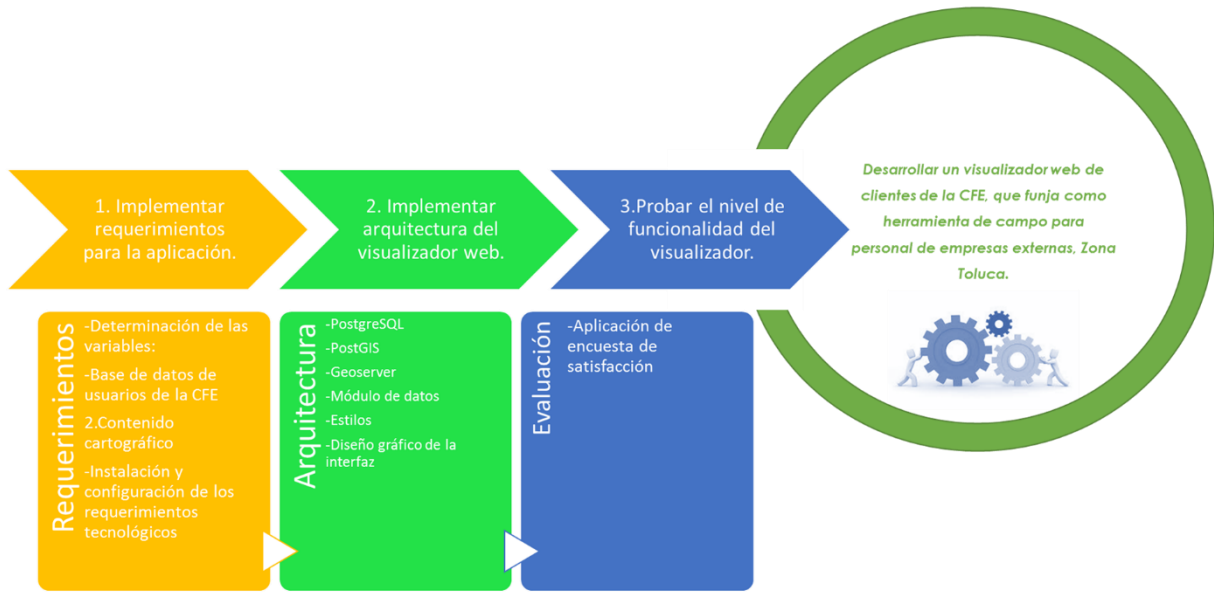 1. Implementar
requerimientos
para la aplicación.
2. Implementar
arquitectura del
visualizador web.
3.Probar el nivel de
funcionalidad del
visualizador.
Desarrollar un visualizador web de
clientes de la CFE, que funja como
herramienta de campo para
personal de empresas externas, Zona
Toluca.
Requerimientos
-Determinación de las
variables:
-Base de datos de
usuarios de la CFE
2.Contenido
cartográfico
-Instalación y
configuración de los
requerimientos
tecnológicos
Arquitectura
-PostgreSQL
-PostGIS
-Geoserver
-Módulo de datos
-Estilos
-Diseño gráfico de la
interfaz
Evaluación
-Aplicación de
encuesta de
satisfacción